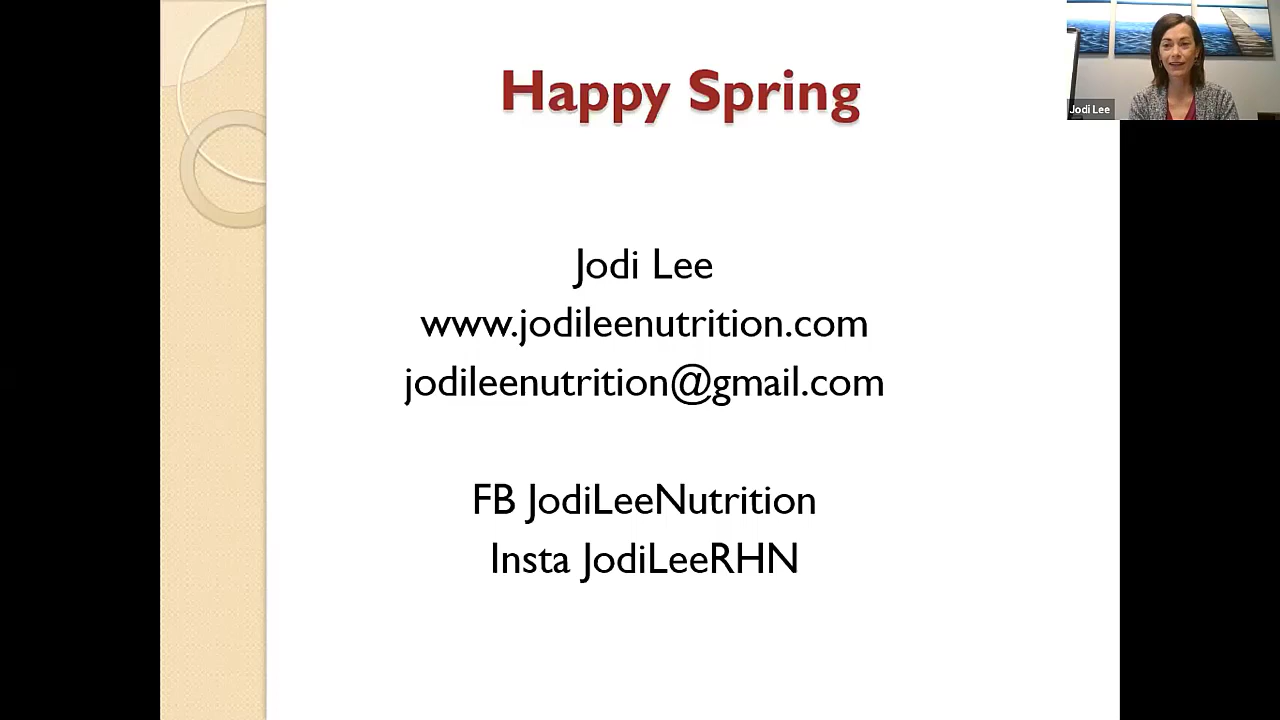 Happy Spring
Jodi Lee
Jodi Lee
www.jodileenutrition.com
jodileenutrition@gmail.com
FB JodiLeeNutrition
Insta JodiLeeRHN